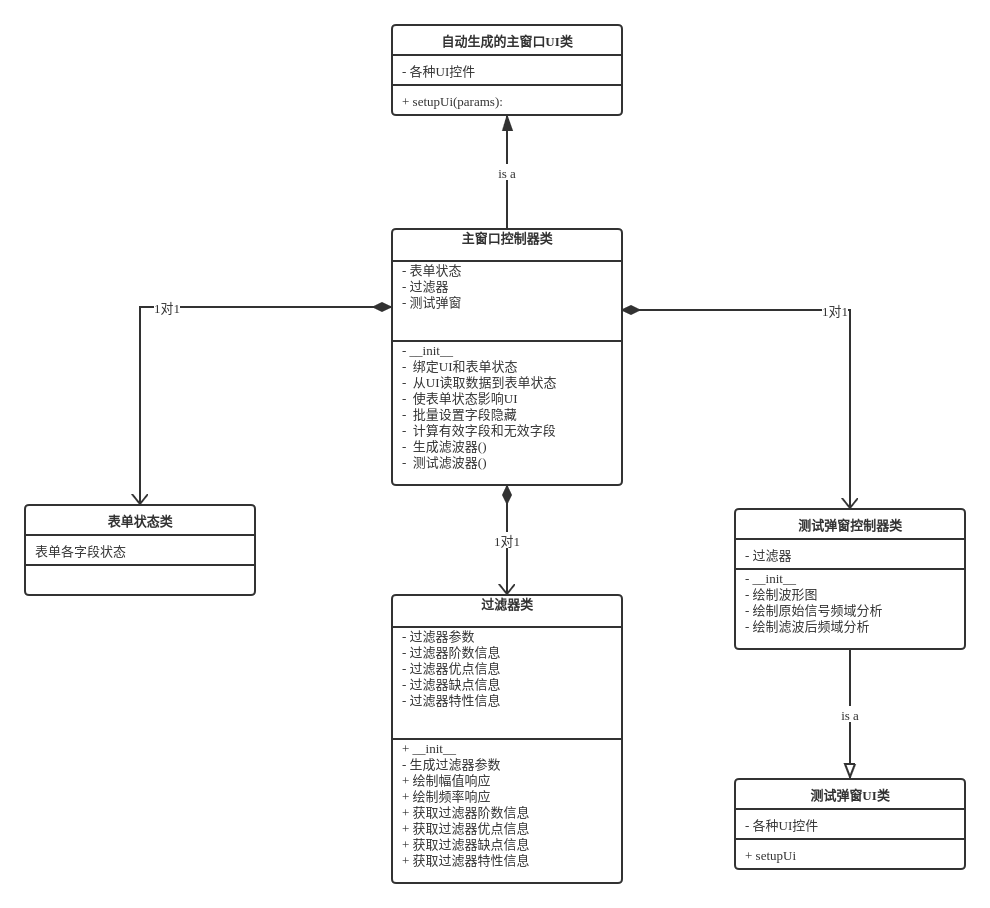 自动生成的主窗口UI类
- 各种UI控件
+ setupUi(params):
is a
主窗口控制器类
- 表单状态
- 过滤器
- 测试弹窗
- __init__
- 绑定UI和表单状态
- 从UI读取数据到表单状态
- 使表单状态影响UI
- 批量设置字段隐藏
- 计算有效字段和无效字段
- 生成滤波器()
- 测试滤波器()
1对1
1对1
1对1
表单状态类
表单各字段状态
过滤器类
- 过滤器参数
- 过滤器阶数信息
- 过滤器优点信息
- 过滤器缺点信息
- 过滤器特性信息
+ __init__
- 生成过滤器参数
+ 绘制幅值响应
+ 绘制频率响应
+ 获取过滤器阶数信息
+ 获取过滤器优点信息
+ 获取过滤器缺点信息
+ 获取过滤器特性信息
测试弹窗控制器类
- 过滤器
- __init__
- 绘制波形图
- 绘制原始信号频域分析
- 绘制滤波后频域分析
is a
测试弹窗UI类
- 各种UI控件
+ setupUi